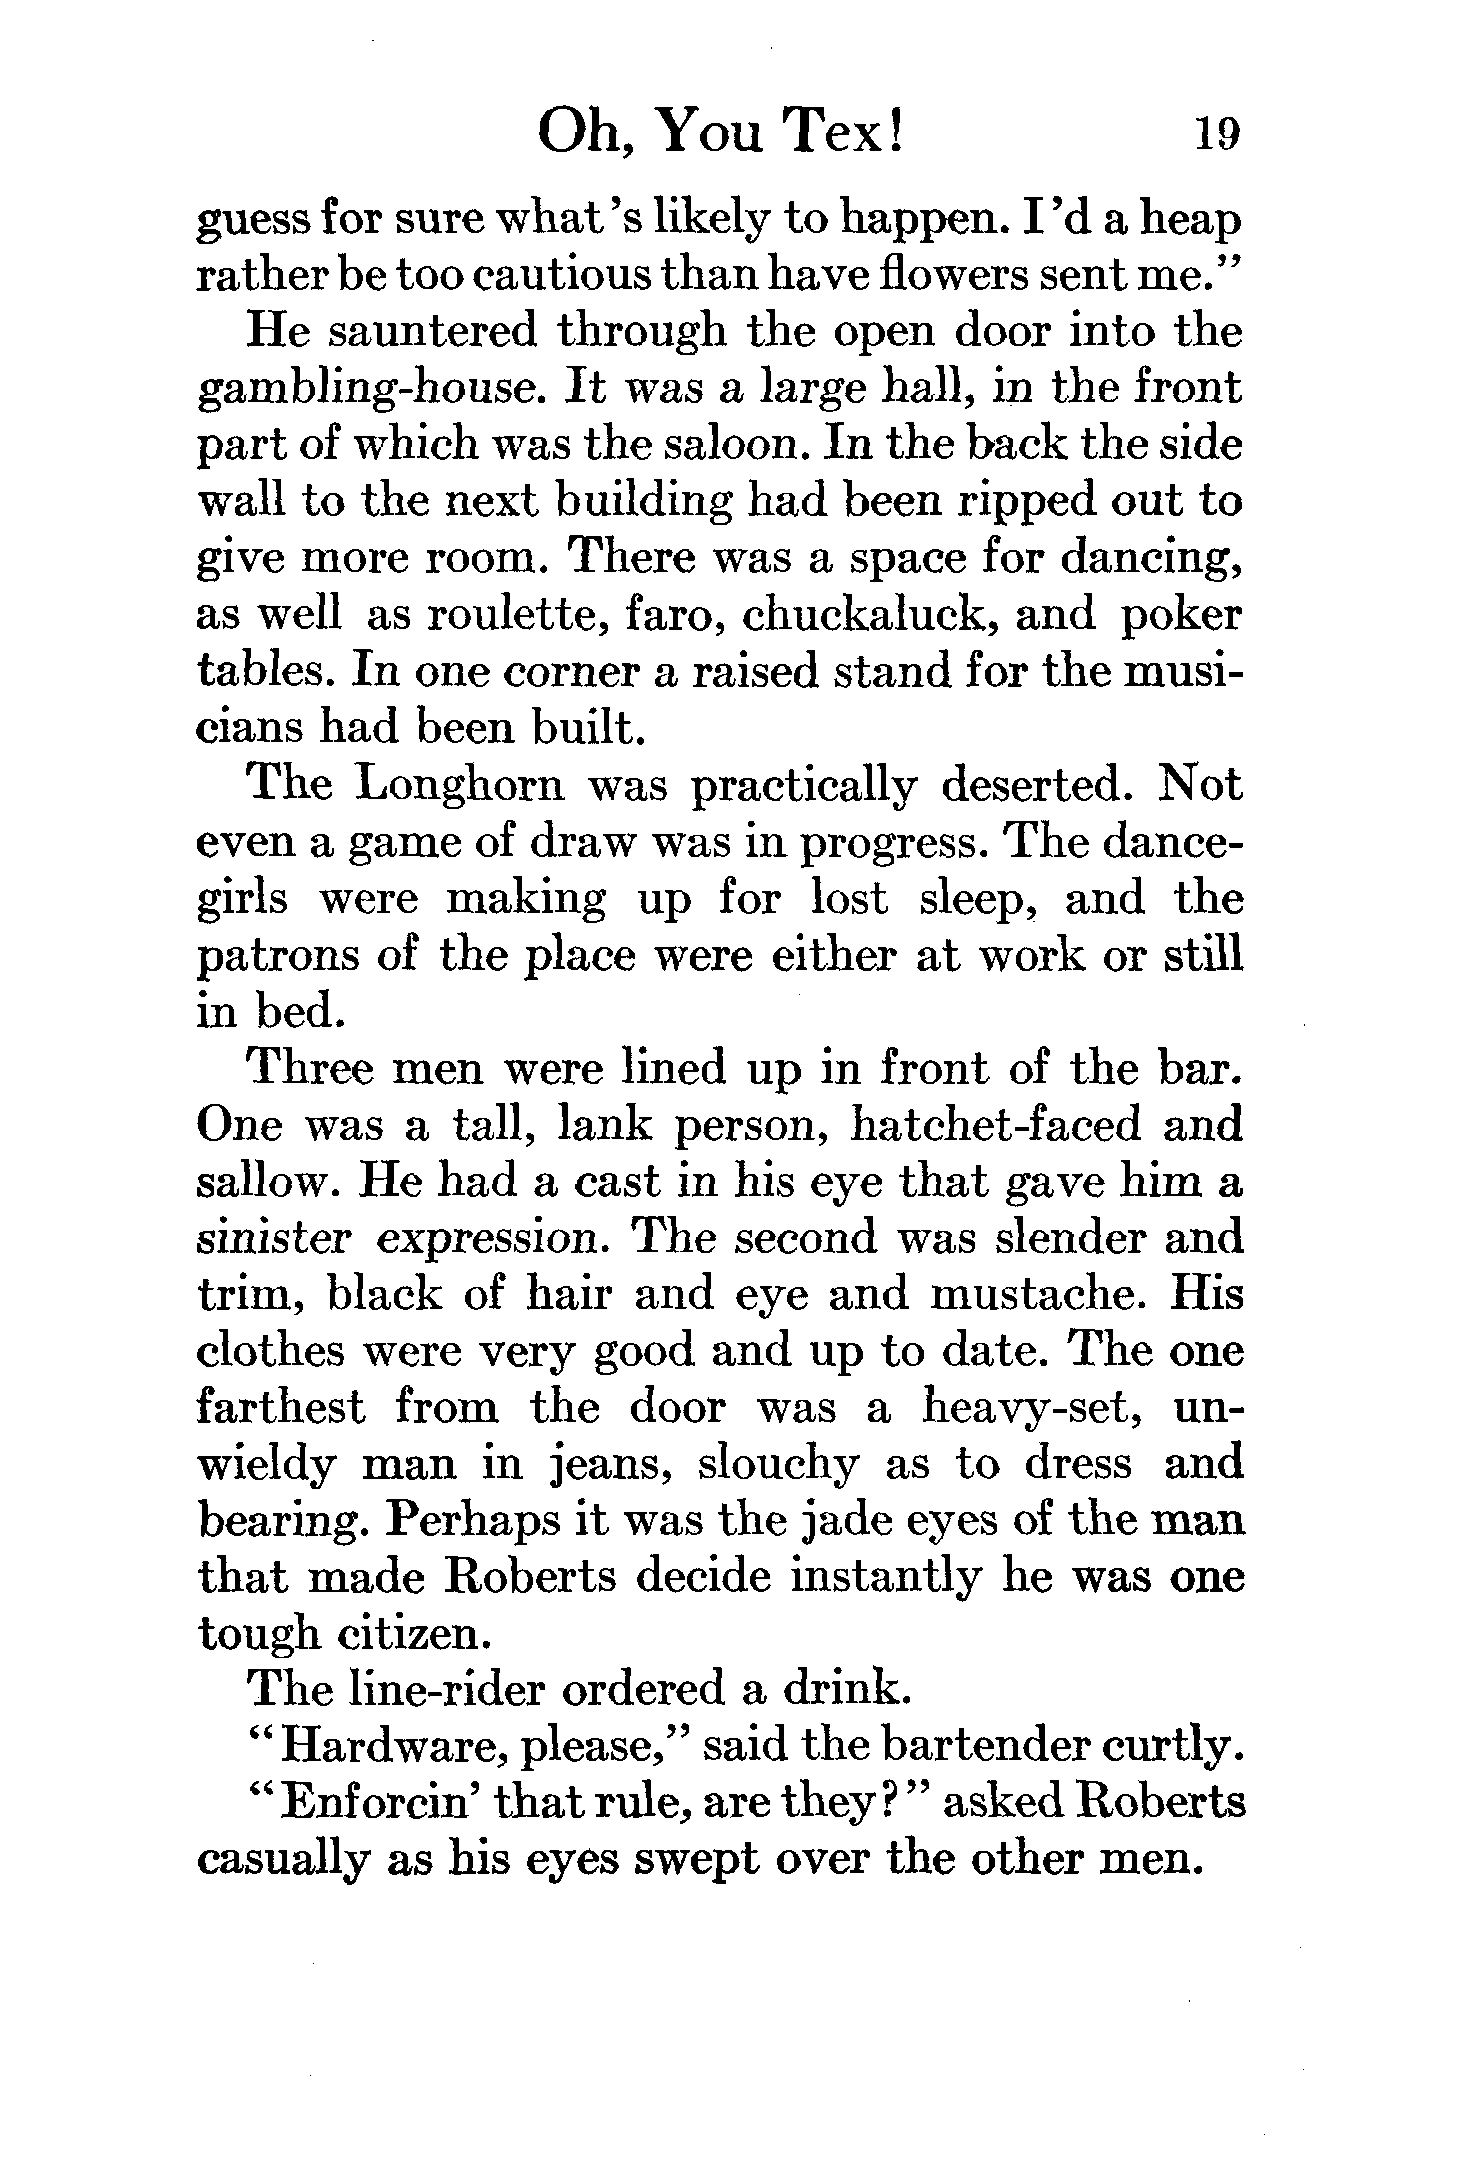 Oh, You Tex! 19
guess for sure what's likely to happen. I'd a heap
rather be too cautious than have flowers sent me."
He sauntered through the open door into the
gambling-house. It was a large hall, in the front
part of which was the saloon. In the back the side
wall to the next building had been ripped out to
give more room. There was a space for dancing,
as well as roulette, faro, chuckaluck, and poker
tables. In one corner a raised stand for the musi-
cians had been built.
The Longhorn was practically deserted. Not
even a game of draw was in progress. The dance-
girls were making up for lost sleep, and the
patrons of the place were either at work or still
in bed.
Three men were lined up in front of the bar.
One was a tall, lank person, hatchet-faced and
sallow. He had a cast in his eye that gave him a
sinister expression. The second was slender and
trim, black of hair and eye and mustache. His
clothes were very good and up to date. The one
farthest from the door was a heavy-set, un-
wieldy man in jeans, slouchy as to dress and
bearing. Perhaps it was the jade eyes of the man
that made Roberts decide instantly he was one
tough citizen.
The line-rider ordered a drink.
"Hardware, please," said the bartender curtly.
"Enforcin' that rule, are they?" asked Roberts
casually as his eyes swept over the other men.